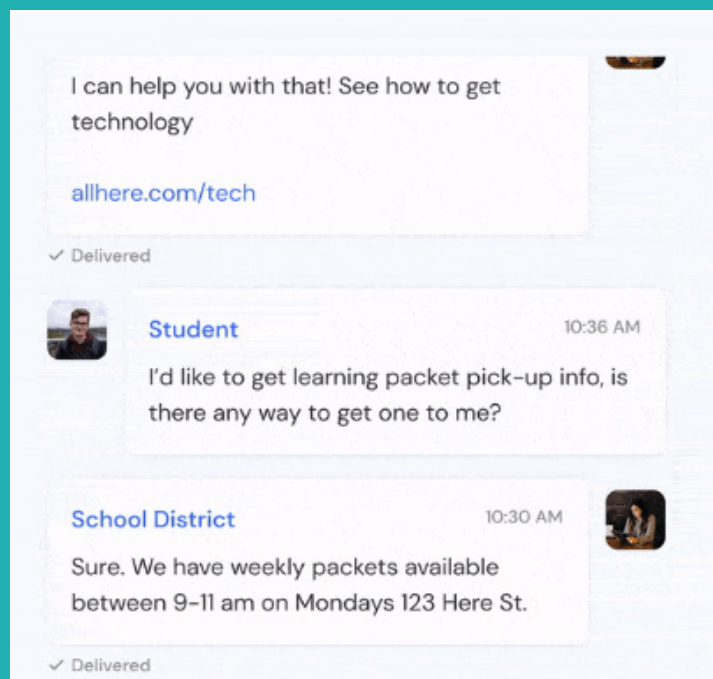 I can help you with that! See how to get
technology
allhere.com/tech
✓ Delivered
Student
10:36 AM
I'd like to get learning packet pick-up info, is
there any way to get one to me?
School District
10:30 AM
Sure. We have weekly packets available
between 9-11 am on Mondays 123 Here St.
✓ Delivered